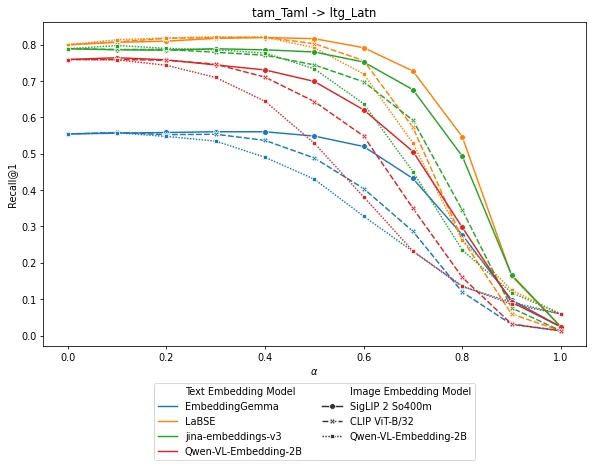 tam_Taml -> ltg_Latn
Recall@1
0.8
0.7
0.6
0.5
0.4
0.3
0.2
0.1
0.0
0.0 0.2 0.4 0.6 0.8 1.0
α
Text Embedding Model
EmbeddingGemma
LaBSE
jina-embeddings-v3
Qwen-VL-Embedding-2B
Image Embedding Model
SigLIP 2 So400m
CLIP ViT-B/32
Qwen-VL-Embedding-2B